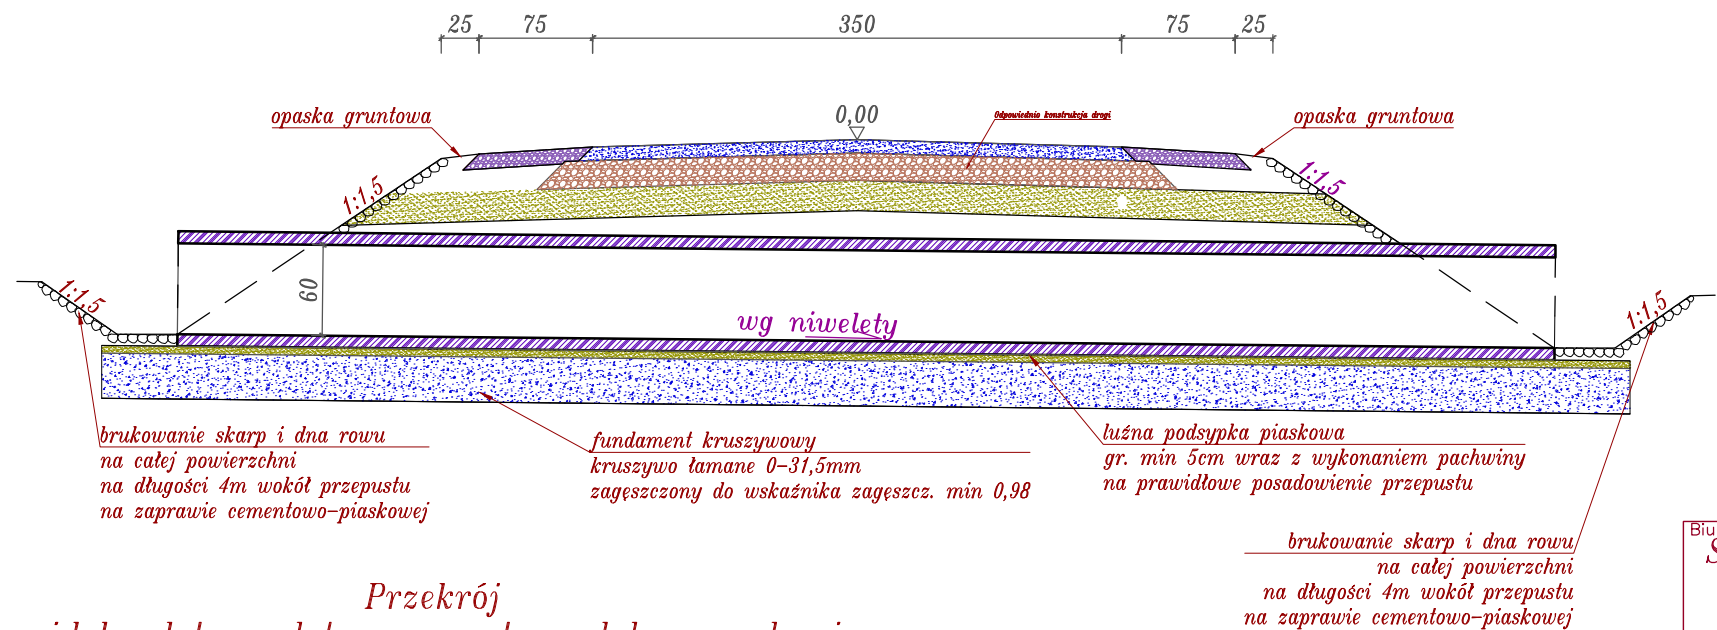 25 75 350 75 25
opaska gruntowa
0,00
Odpowiednio konstrukcja drogi
opaska gruntowa
1:1,5
1:1,5
60
1:1,5
wg niwelety
1:1,5
brukowanie skarp i dna rowu
na całej powierzchni
na długości 4m wokół przepustu
na zaprawie cementowo-piaskowej
fundament kruszywowy
kruszywo łamane 0-31,5mm
zagęszczony do wskaźnika zagęszcz. min 0,98
luźna podsypka piaskowa
gr. min 5cm wraz z wykonaniem pachwiny
na prawidłowe posadowienie przepustu
brukowanie skarp i dna rowu
na całej powierzchni
na długości 4m wokół przepustu
na zaprawie cementowo-piaskowej
Biu
S
Przekrój